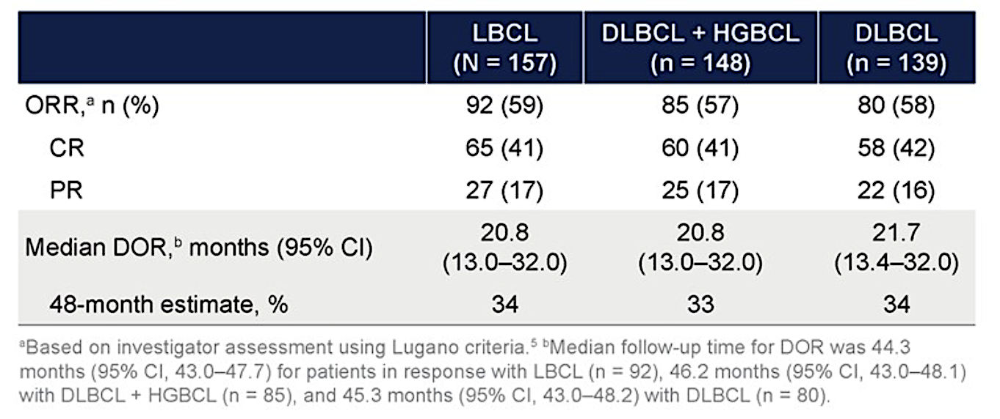 LBCL DLBCL + HGBCL DLBCL
(N = 157) (n = 148) (n = 139)
ORR,ᵃ n (%) 92 (59) 85 (57) 80 (58)
CR 65 (41) 60 (41) 58 (42)
PR 27 (17) 25 (17) 22 (16)
Median DOR,ᵇ months (95% CI) 20.8 (13.0–32.0) 20.8 (13.0–32.0) 21.7 (13.4–32.0)
48-month estimate, % 34 33 34
ᵃBased on investigator assessment using Lugano criteria.⁵ ᵇMedian follow-up time for DOR was 44.3
months (95% CI, 43.0–47.7) for patients in response with LBCL (n = 92), 46.2 months (95% CI, 43.0–48.1)
with DLBCL + HGBCL (n = 85), and 45.3 months (95% CI, 43.0–48.2) with DLBCL (n = 80).